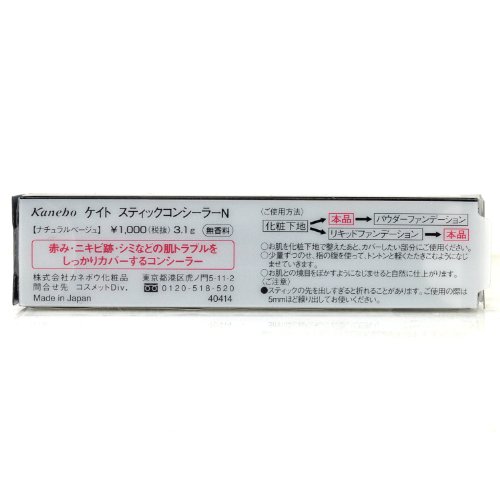 Kanebo ケイト スティックコンシーラーN
【ナチュラルベージュ】 ¥1,000(税抜) 3.1g 無香料
赤み・ニキビ跡・シミなどの肌トラブルを
しっかりカバーするコンシーラー
株式会社カネボウ化粧品 東京都港区虎ノ門5-11-2
問合せ先 コスメットDiv. 0120-518-520
Made in Japan 40414
〈ご使用方法〉
化粧下地 → 本品 → パウダーファンデーション
→ リキッドファンデーション → 本品
○お肌を化粧下地で整えたあと、カバーしたい部分にご使用ください。
○少量ずつのせ、指の腹を使って、トントンと軽くたたきこむようになじ
ませていきます。
○お肌との境目をぼかすようになじませると自然に仕上がります。
〈ご注意〉
●スティックの先を出しすぎると折れることがあります。ご使用の際は
5mmほど繰り出してお使いください。